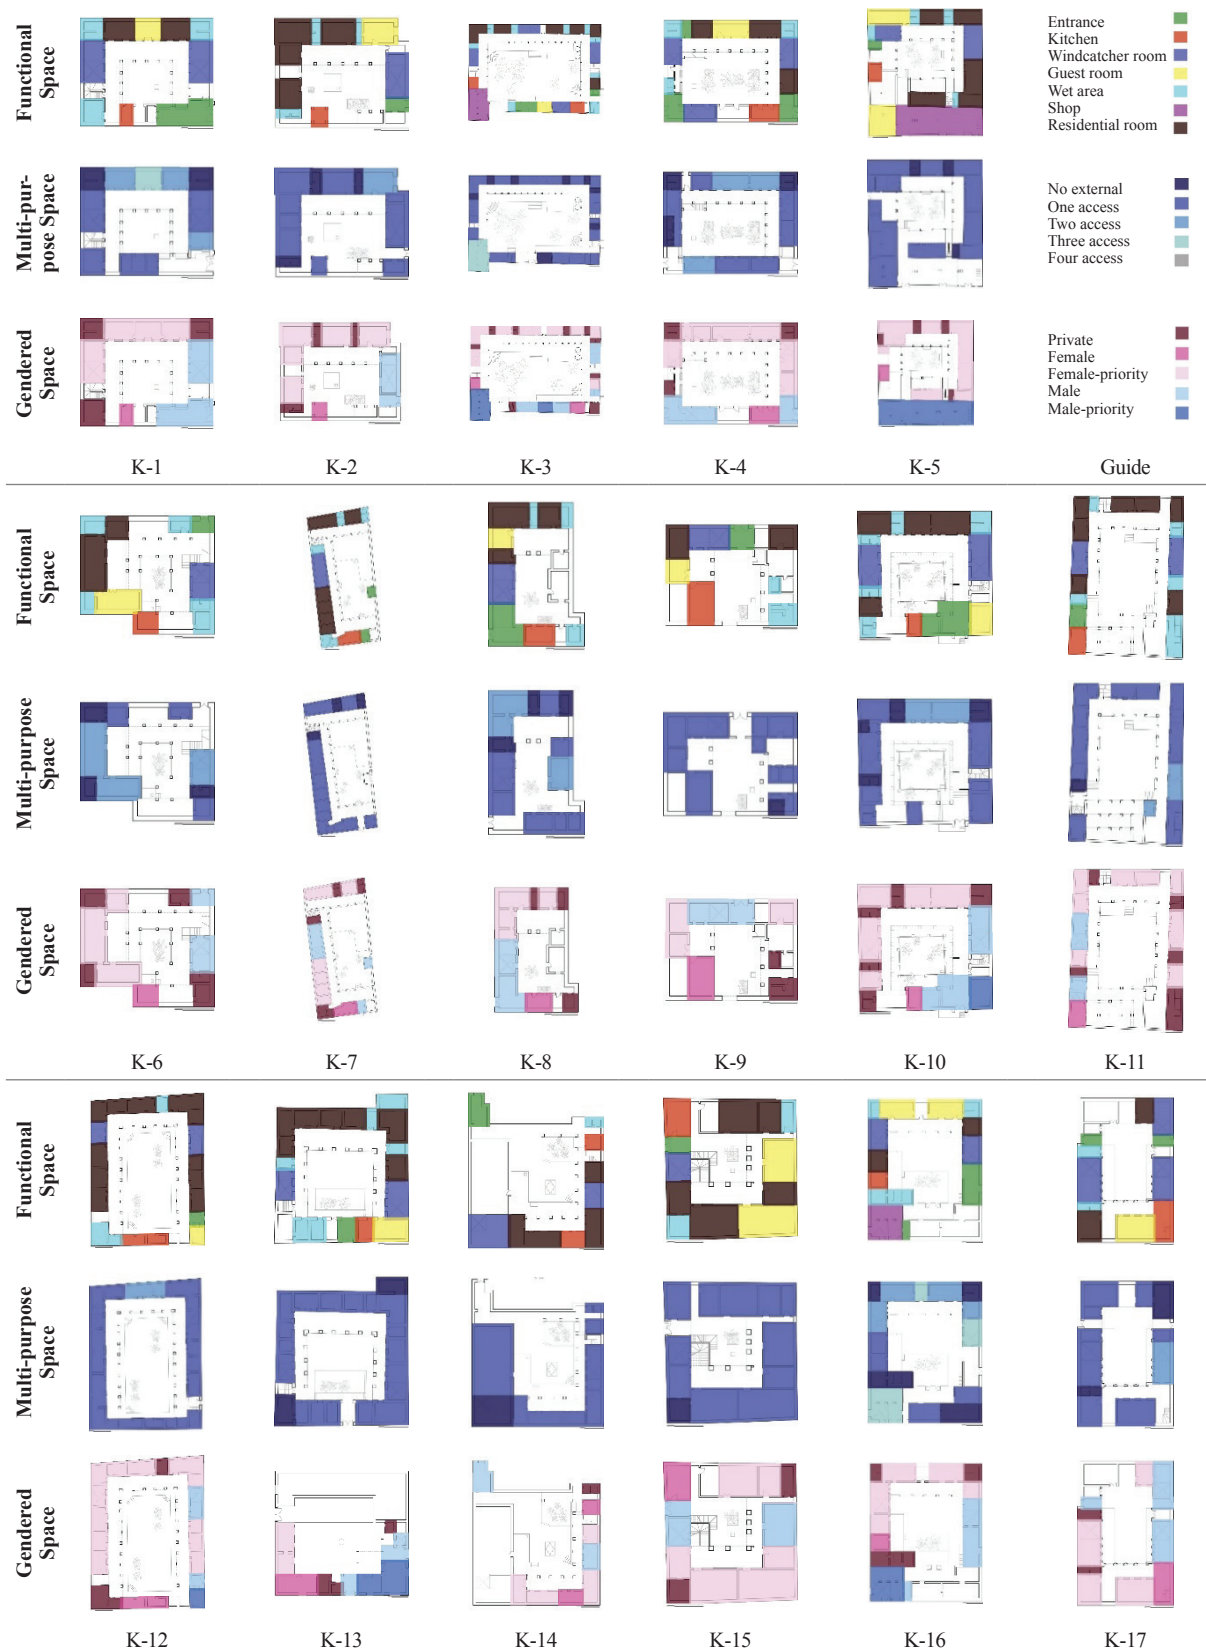 Functional
Space
Entrance
Kitchen
Windcatcher room
Guest room
Wet area
Shop
Residential room
Multi-pur-
pose Space
No external
One access
Two access
Three access
Four access
Gendered
Space
Private
Female
Female-priority
Male
Male-priority
K-1 K-2 K-3 K-4 K-5 Guide
Functional
Space
Multi-purpose
Space
Gendered
Space
K-6 K-7 K-8 K-9 K-10 K-11
Functional
Space
Multi-purpose
Space
Gendered
Space
K-12 K-13 K-14 K-15 K-16 K-17